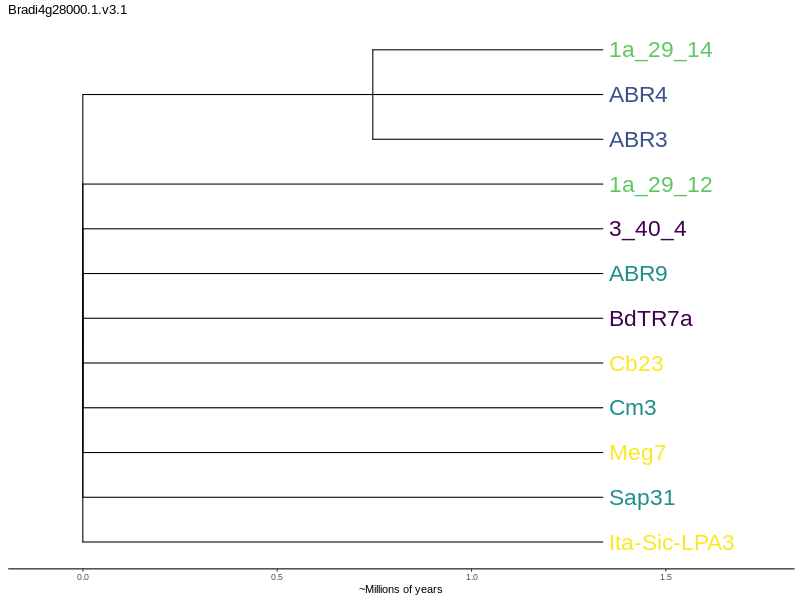 Bradi4g28000.1.v3.1
1a_29_14
ABR4
ABR3
1a_29_12
3_40_4
ABR9
BdTR7a
Cb23
Cm3
Meg7
Sap31
Ita-Sic-LPA3
0.0 0.5 1.0 1.5
~Millions of years